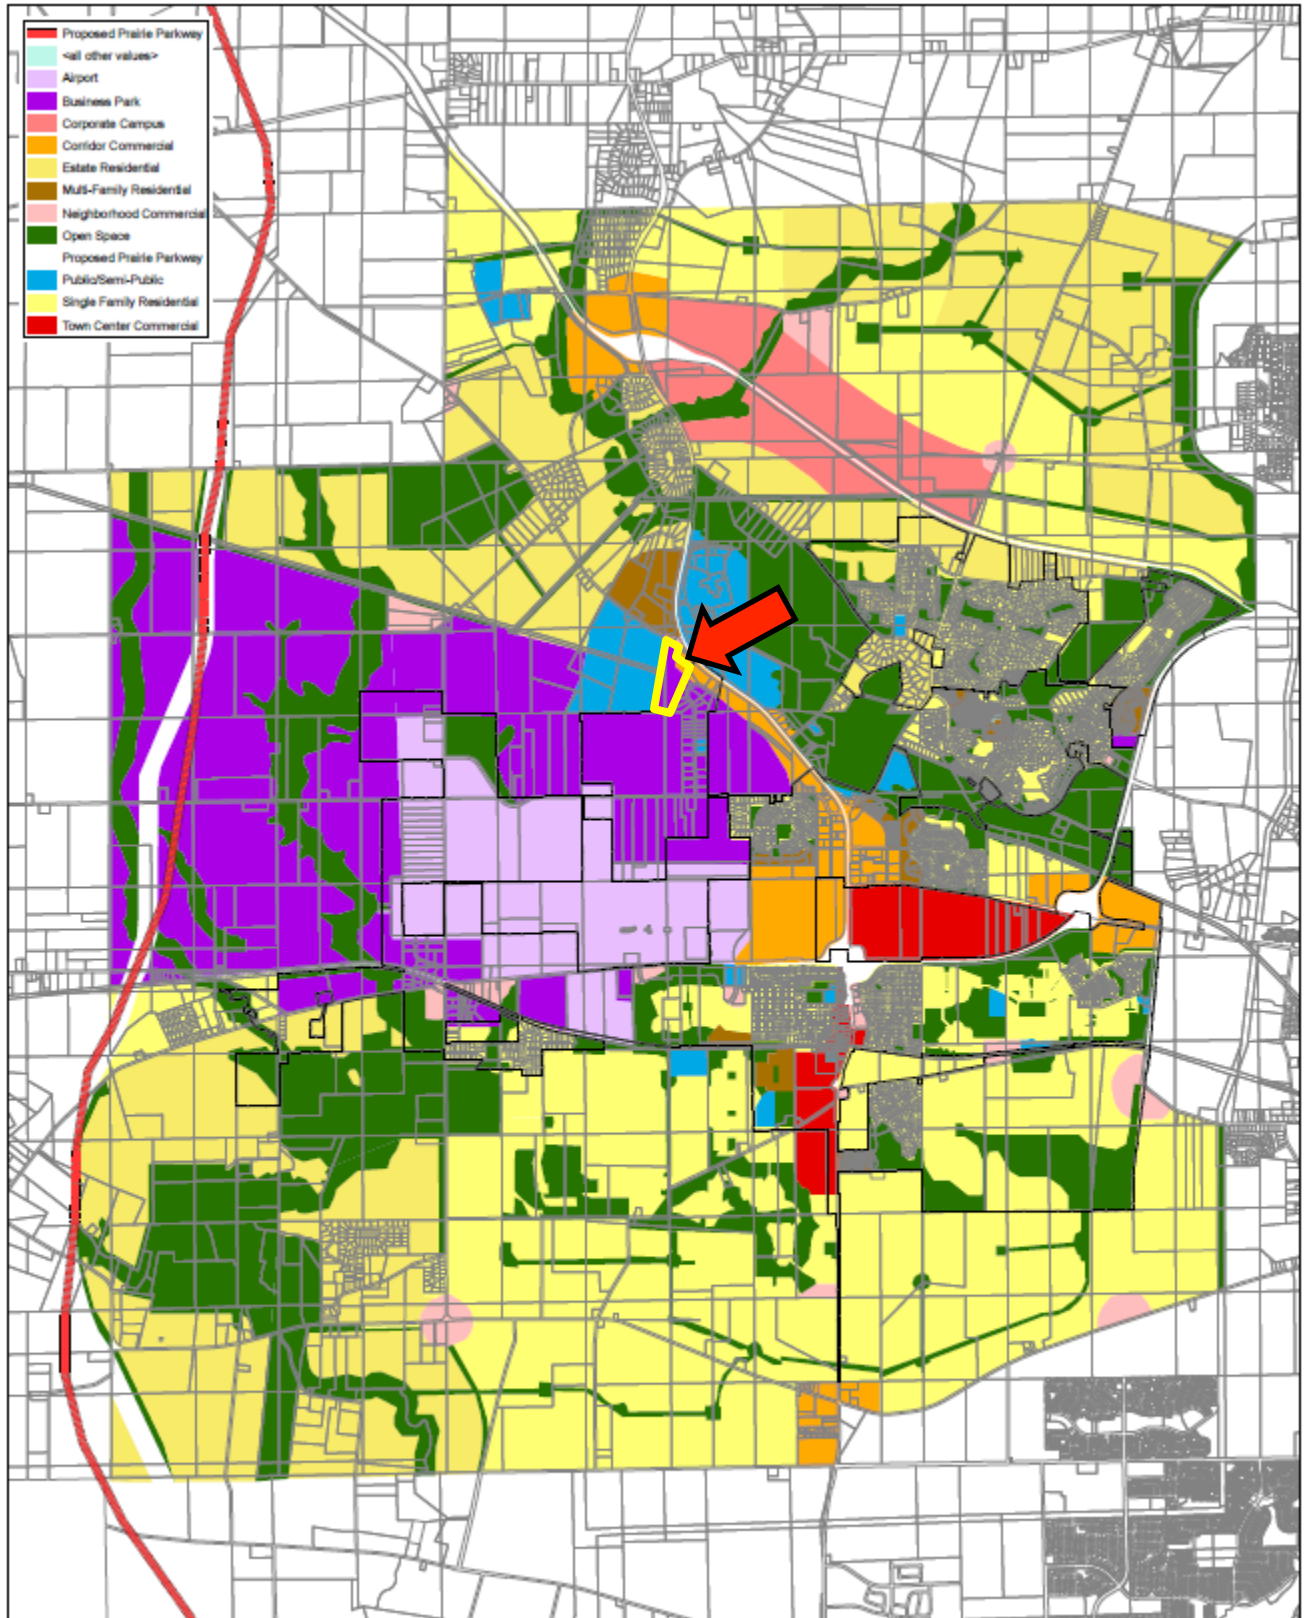 Proposed Prairie Parkway
<all other values>
Airport
Business Park
Corporate Campus
Corridor Commercial
Estate Residential
Multi-Family Residential
Neighborhood Commercial
Open Space
Proposed Prairie Parkway
Public/Semi-Public
Single Family Residential
Town Center Commercial